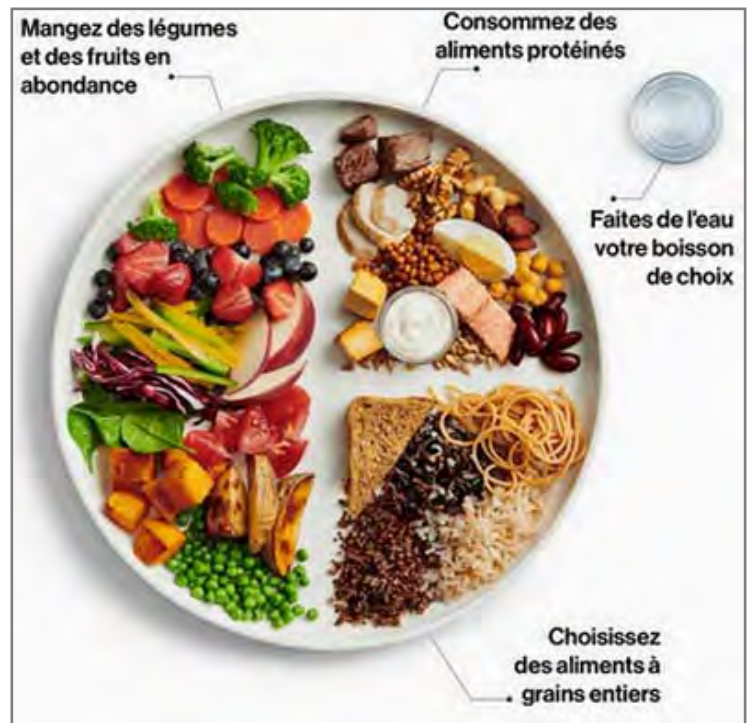 Mangez des légumes
et des fruits en
abondance
Consommez des
aliments protéinés
Faites de l'eau
votre boisson
de choix
Choisissez
des aliments à
grains entiers